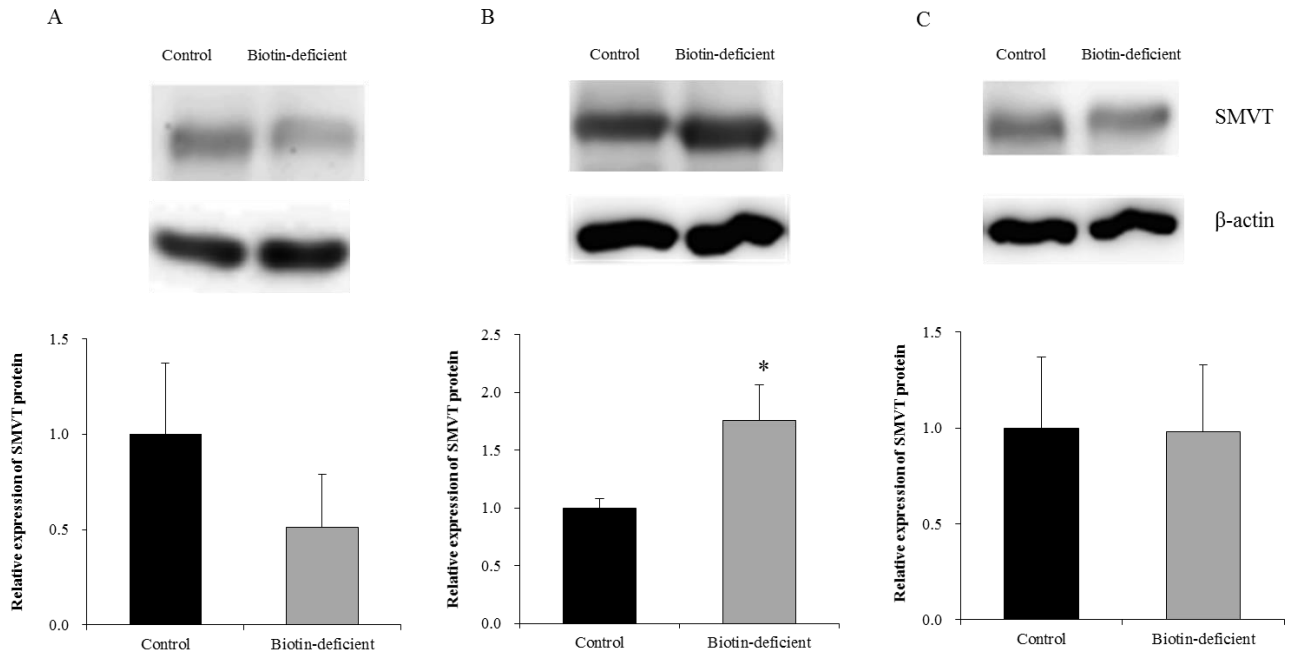 A
B
C
Control Biotin-deficient
Control Biotin-deficient
Control Biotin-deficient
SMVT
β-actin
Relative expression of SMVT protein
1.5
1.0
0.5
0.0
Control Biotin-deficient
Relative expression of SMVT protein
2.5
2.0
1.5
1.0
0.5
0.0
*
Control Biotin-deficient
Relative expression of SMVT protein
1.5
1.0
0.5
0.0
Control Biotin-deficient